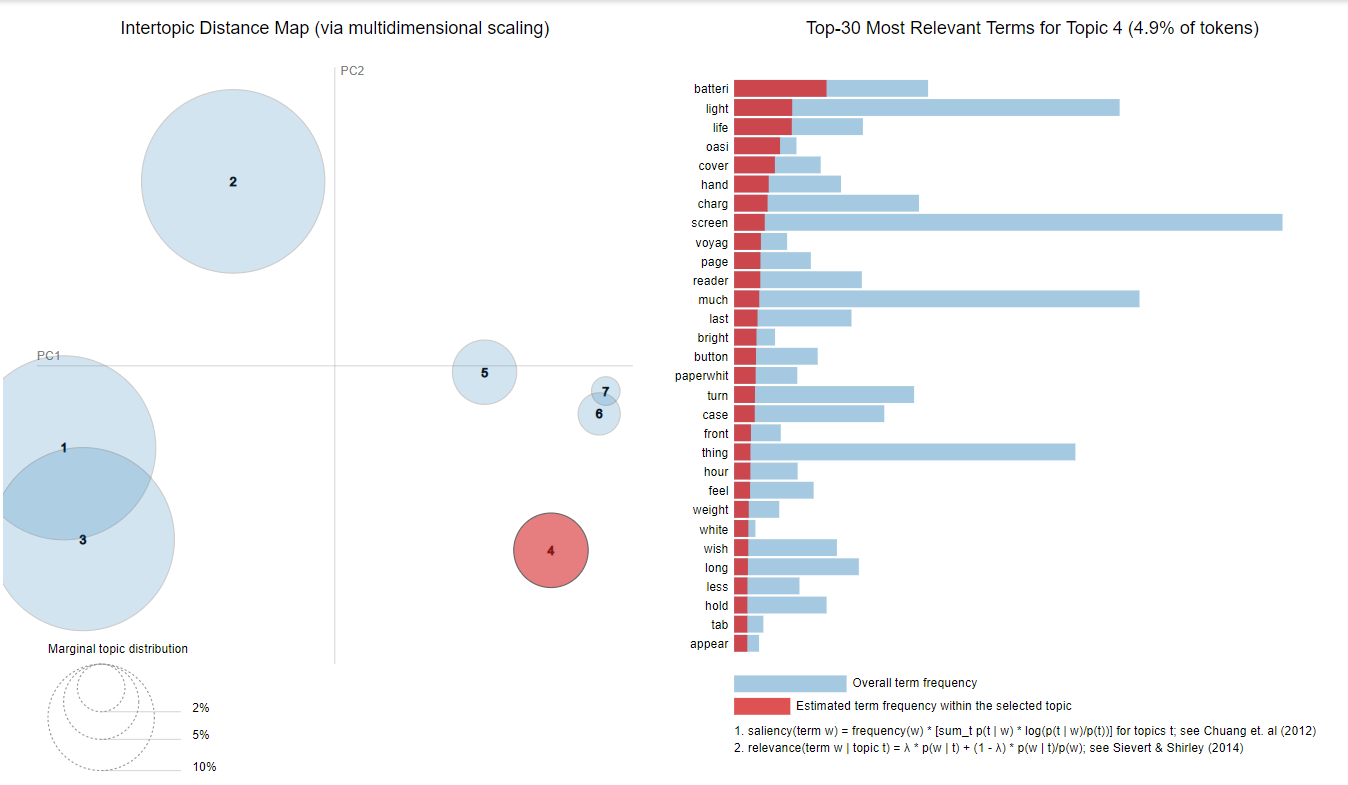 Intertopic Distance Map (via multidimensional scaling)
PC2
2
PC1
5
7
6
1
3
4
Marginal topic distribution
2%
5%
10%
Top-30 Most Relevant Terms for Topic 4 (4.9% of tokens)
batteri
light
life
oasi
cover
hand
charg
screen
voyag
page
reader
much
last
bright
button
paperwhit
turn
case
front
thing
hour
feel
weight
white
wish
long
less
hold
tab
appear
Overall term frequency
Estimated term frequency within the selected topic
1. saliency(term w) = frequency(w) * [sum_t p(t | w) * log(p(t | w)/p(t))] for topics t; see Chuang et. al (2012)
2. relevance(term w | topic t) = λ * p(w | t) + (1 - λ) * p(w | t)/p(w); see Sievert & Shirley (2014)